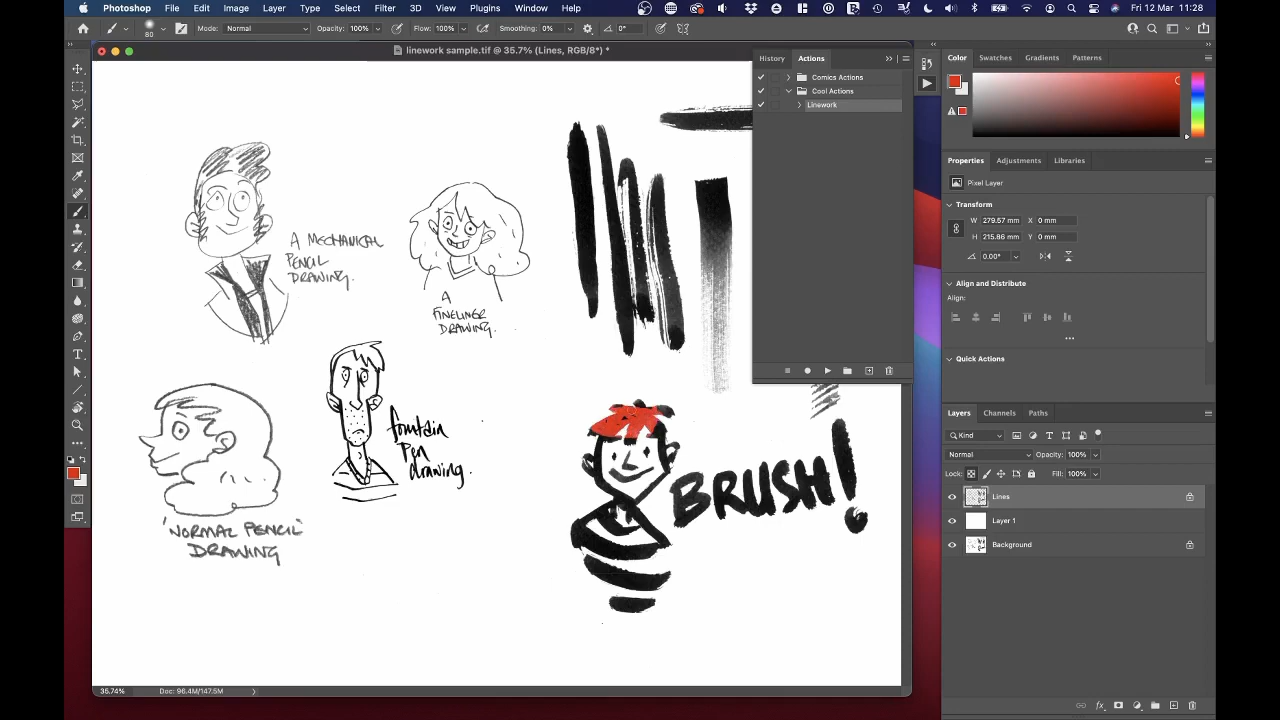 Photoshop File Edit Image Layer Type Select Filter 3D View Plugins Window Help Fri 12 Mar 11:28
80 Mode: Normal Opacity: 100% Flow: 100% Smoothing: 0% 0°
linework sample.tif @ 35.7% (Lines, RGB/8*) *
History Actions
Comics Actions
Cool Actions
Linework
Color Swatches Gradients Patterns
Properties Adjustments Libraries
Pixel Layer
Transform
W 279.57 mm X 0 mm
H 215.86 mm Y 0 mm
0.00°
Align and Distribute
Align:
Quick Actions
Layers Channels Paths
Kind
Normal Opacity: 100%
Lock: Fill: 100%
Lines
Layer 1
Background
A MECHANICAL
PENCIL
DRAWING.
A
FINELINER
DRAWING.
fountain
Pen
drawing.
BRUSH!
"NORMAL PENCIL"
DRAWING
35.74% Doc: 96.4M/147.5M